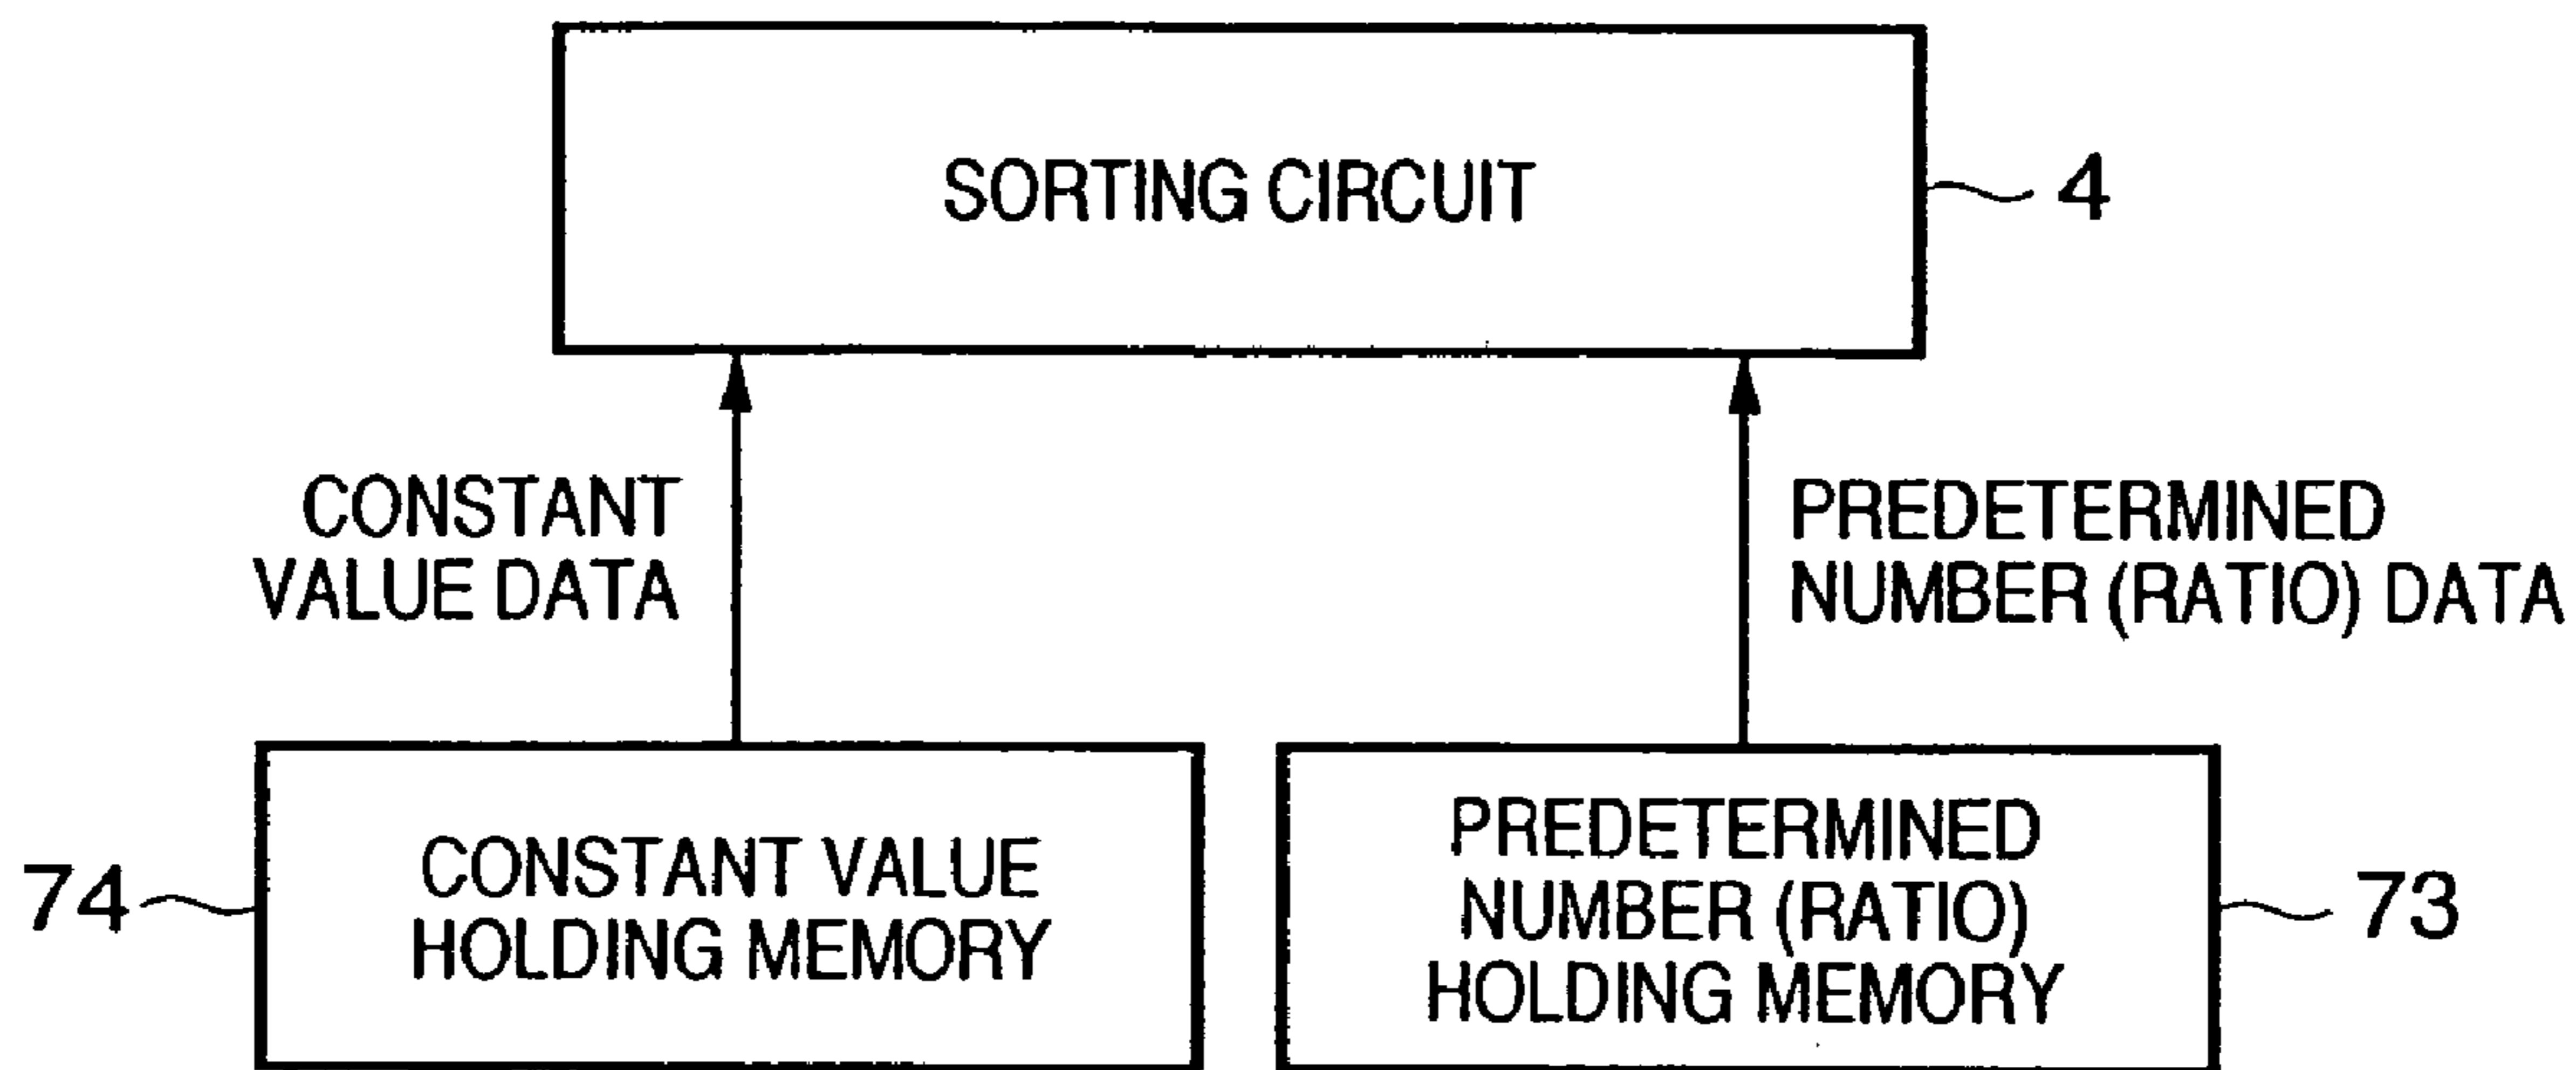 SORTING CIRCUIT
4
CONSTANT
VALUE DATA
PREDETERMINED
NUMBER (RATIO) DATA
74
CONSTANT VALUE
HOLDING MEMORY
PREDETERMINED
NUMBER (RATIO)
HOLDING MEMORY
73